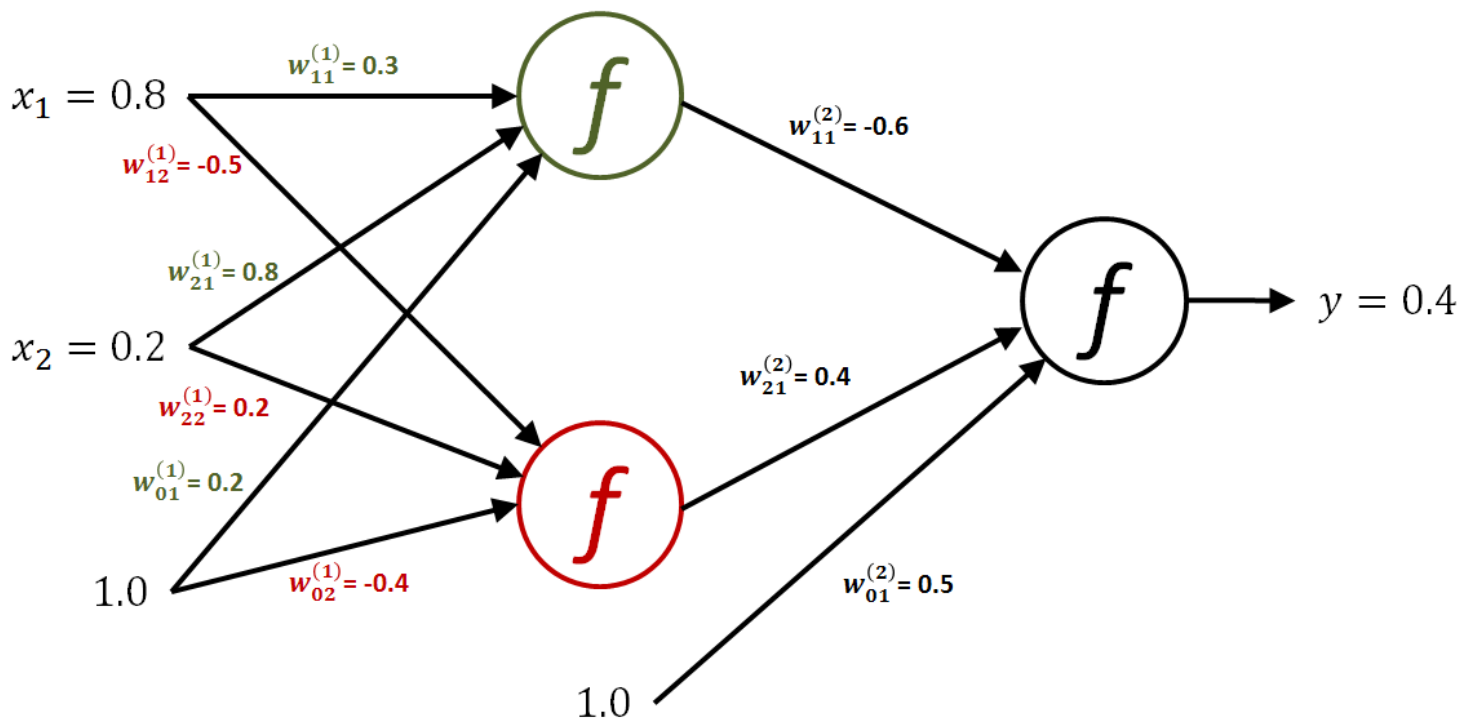 w₁₁⁽¹⁾= 0.3
x₁ = 0.8
f
w₁₁⁽²⁾= -0.6
w₁₂⁽¹⁾= -0.5
w₂₁⁽¹⁾= 0.8
f
y = 0.4
x₂ = 0.2
w₂₁⁽²⁾= 0.4
w₂₂⁽¹⁾= 0.2
w₀₁⁽¹⁾= 0.2
f
w₀₂⁽¹⁾= -0.4
w₀₁⁽²⁾= 0.5
1.0
1.0